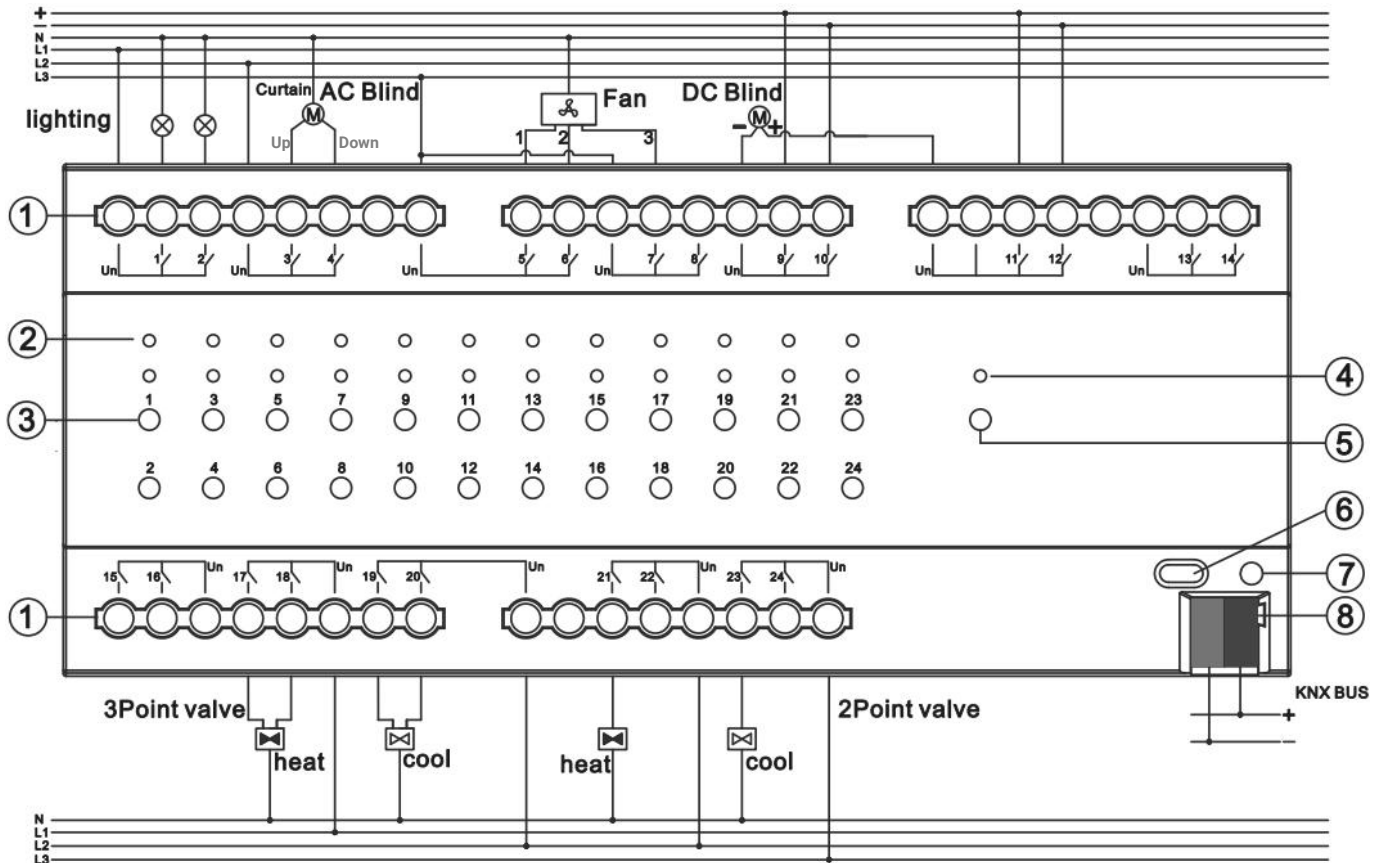 +
−
N
L1
L2
L3
lighting
Curtain AC Blind
M
Up Down
Fan
1 2 3
DC Blind
− M +
1
Un 1 2 Un 3 4 Un 5 6 Un 7 8 Un 9 10 Un 11 12 Un 13 14
2
4
1 3 5 7 9 11 13 15 17 19 21 23
3
5
2 4 6 8 10 12 14 16 18 20 22 24
6
15 16 Un 17 18 Un 19 20 Un 21 22 Un 23 24 Un
7
1
8
3Point valve
2Point valve
KNX BUS
+
−
heat cool heat cool
N
L1
L2
L3